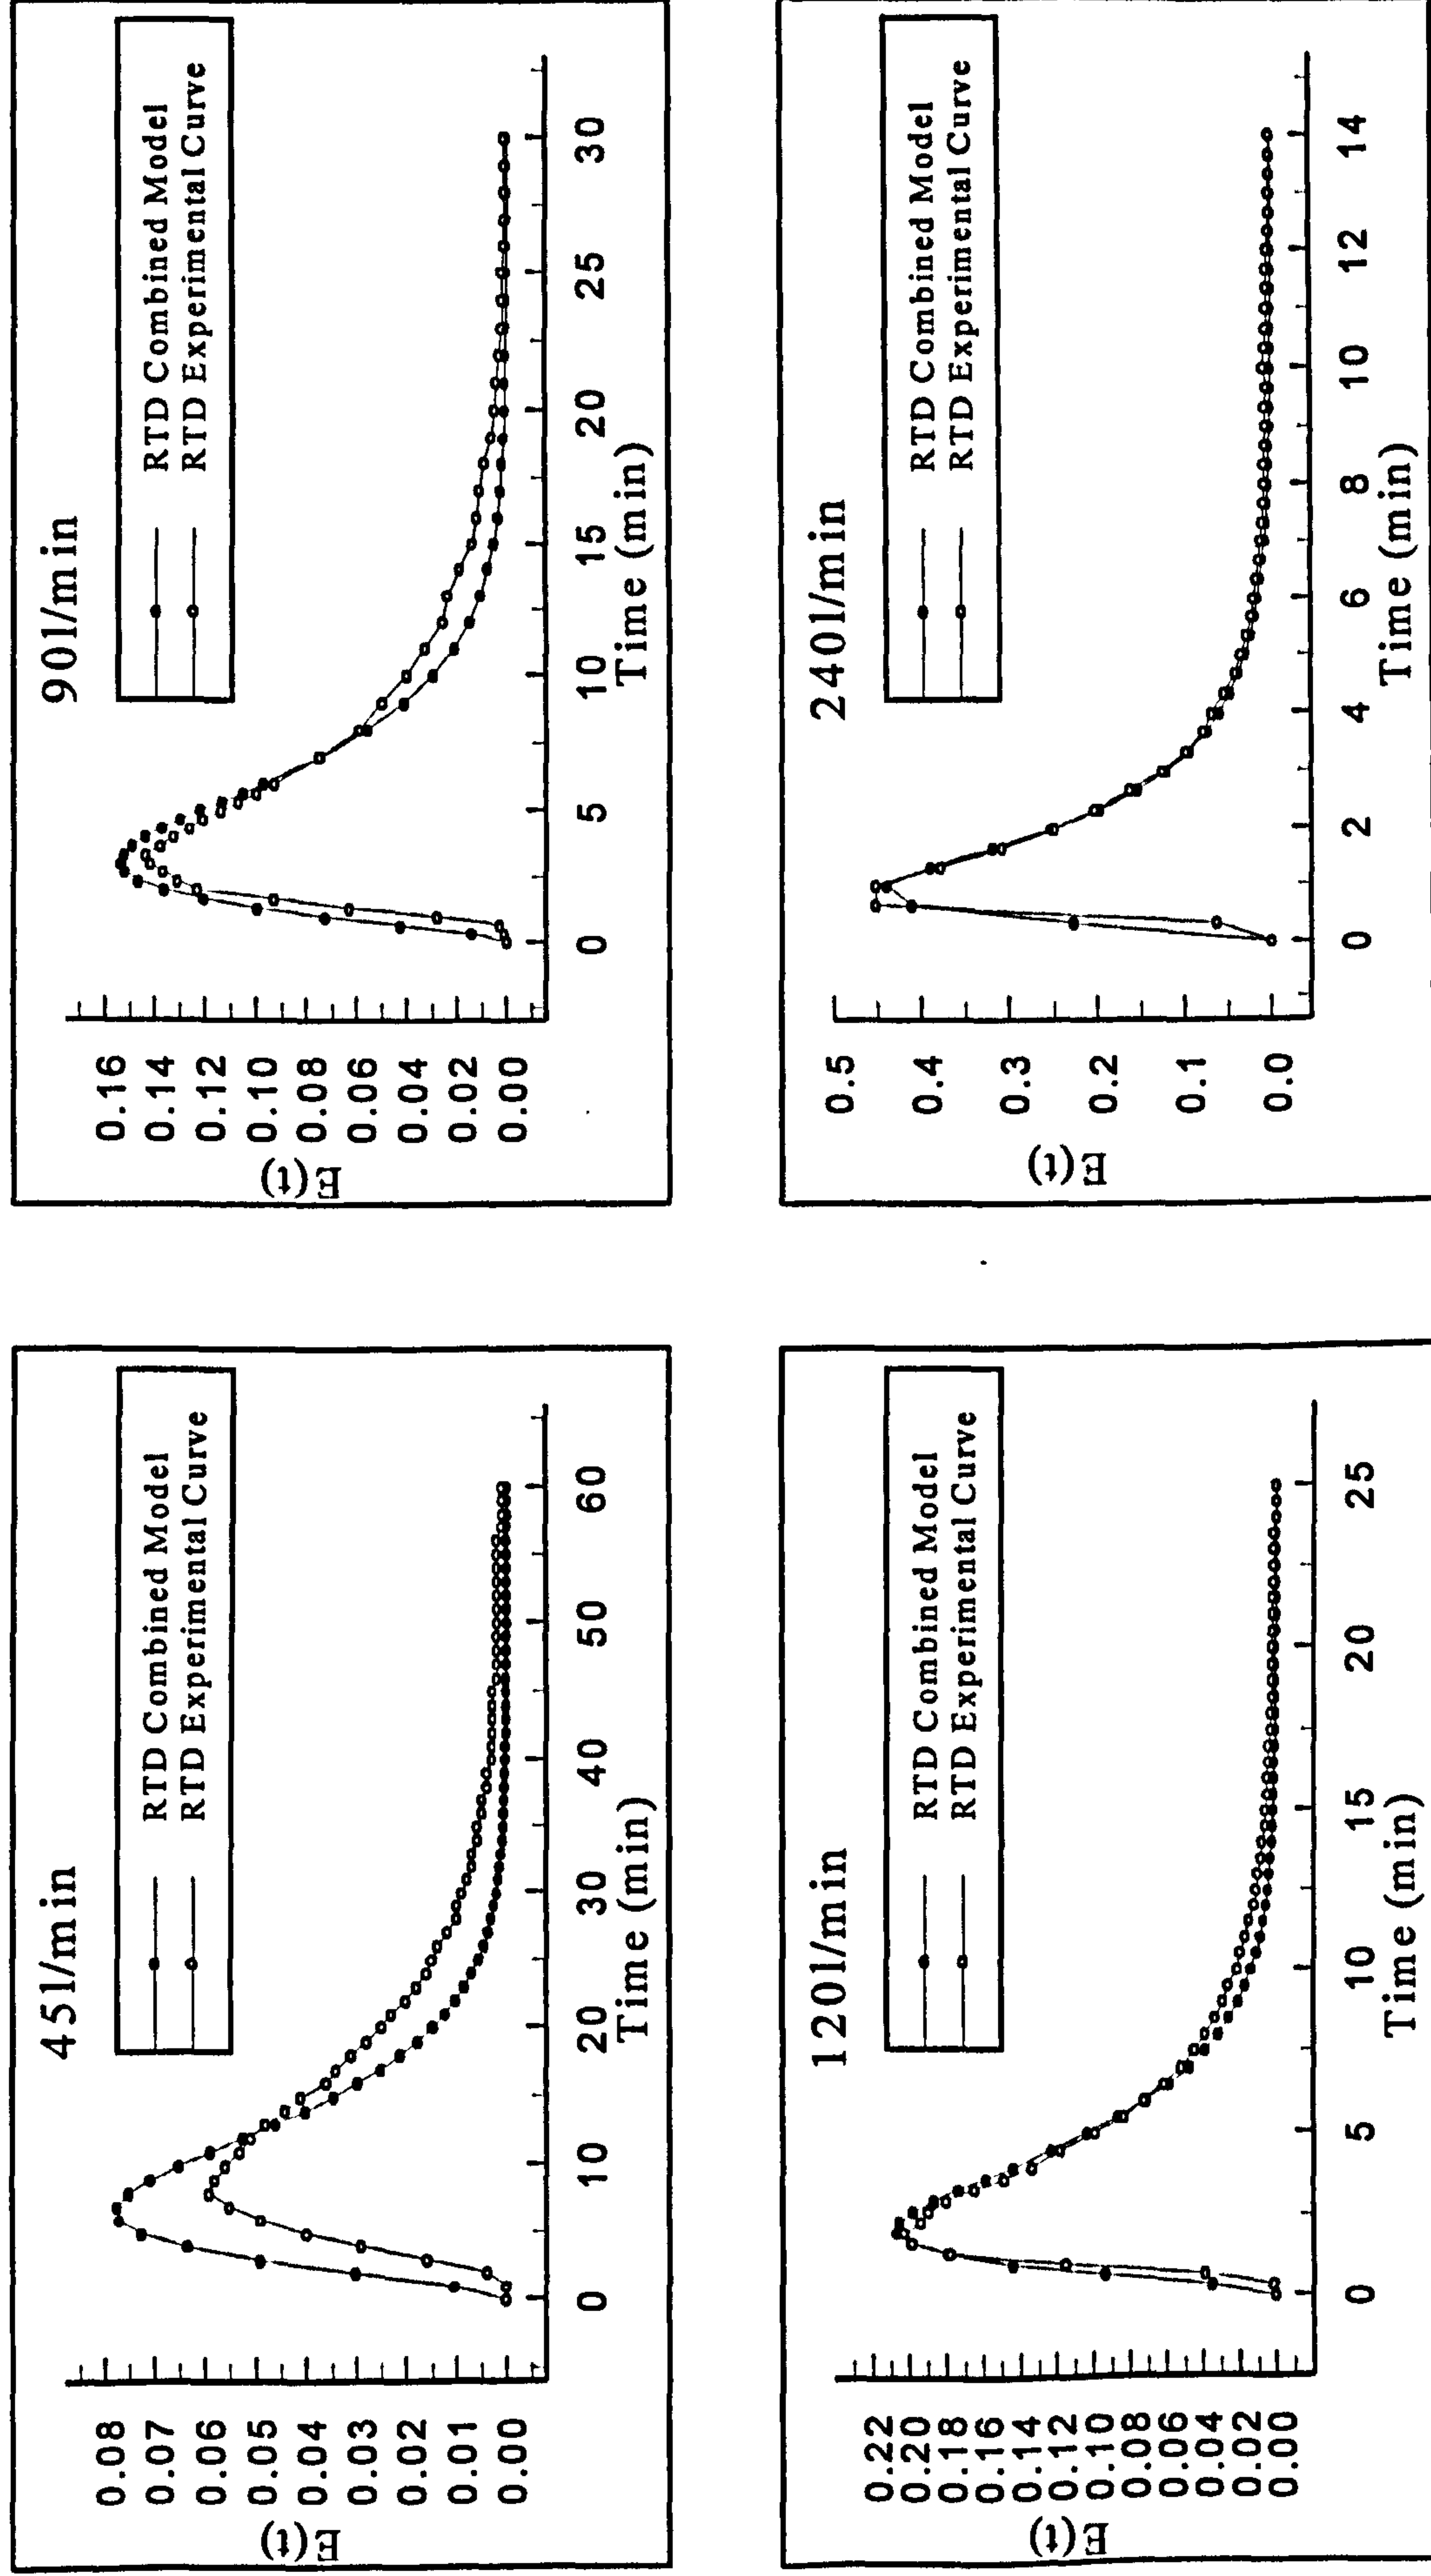 45l/min
RTD Combined Model
RTD Experimental Curve
E(t)
0.08
0.07
0.06
0.05
0.04
0.03
0.02
0.01
0.00
0 10 20 30 40 50 60
Time (min)
90l/min
RTD Combined Model
RTD Experimental Curve
E(t)
0.16
0.14
0.12
0.10
0.08
0.06
0.04
0.02
0.00
0 5 10 15 20 25 30
Time (min)
120l/min
RTD Combined Model
RTD Experimental Curve
E(t)
0.22
0.20
0.18
0.16
0.14
0.12
0.10
0.08
0.06
0.04
0.02
0.00
0 5 10 15 20 25
Time (min)
240l/min
RTD Combined Model
RTD Experimental Curve
E(t)
0.5
0.4
0.3
0.2
0.1
0.0
0 2 4 6 8 10 12 14
Time (min)